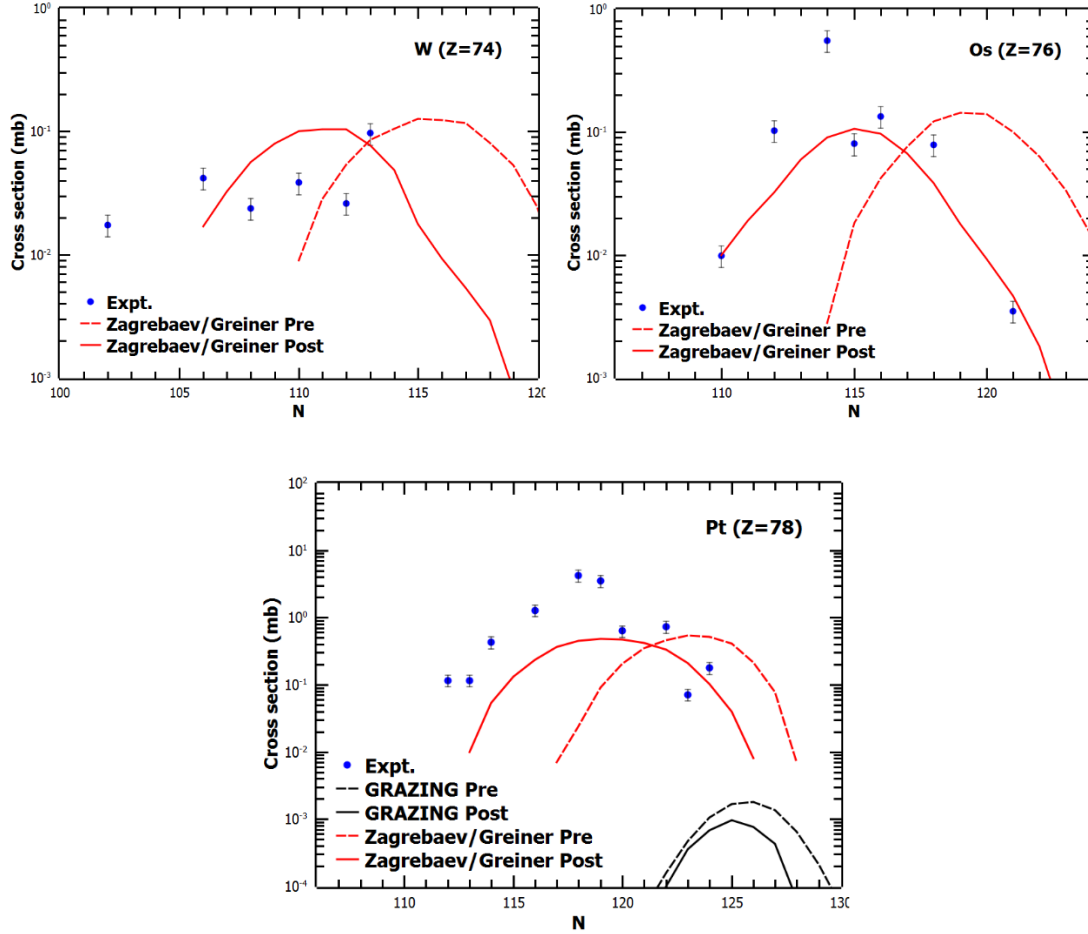 10⁰
W (Z=74)
10⁻¹
Cross section (mb)
10⁻²
Expt.
Zagrebaev/Greiner Pre
Zagrebaev/Greiner Post
10⁻³
100 105 110 115 120
N
10⁰
Os (Z=76)
10⁻¹
Cross section (mb)
10⁻²
Expt.
Zagrebaev/Greiner Pre
Zagrebaev/Greiner Post
10⁻³
110 115 120
N
10²
Pt (Z=78)
10¹
10⁰
Cross section (mb)
10⁻¹
10⁻²
Expt.
GRAZING Pre
10⁻³
GRAZING Post
Zagrebaev/Greiner Pre
Zagrebaev/Greiner Post
10⁻⁴
110 115 120 125 130
N